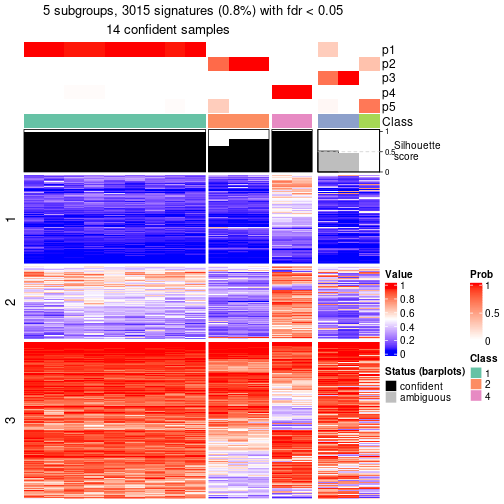 5 subgroups, 3015 signatures (0.8%) with fdr < 0.05
14 confident samples
p1
p2
p3
p4
p5
Class
1
0.5
0
Silhouette
score
1
2
3
Value
1
0.8
0.6
0.4
0.2
0
Status (barplots)
confident
ambiguous
Prob
1
0.5
0
Class
1
2
4